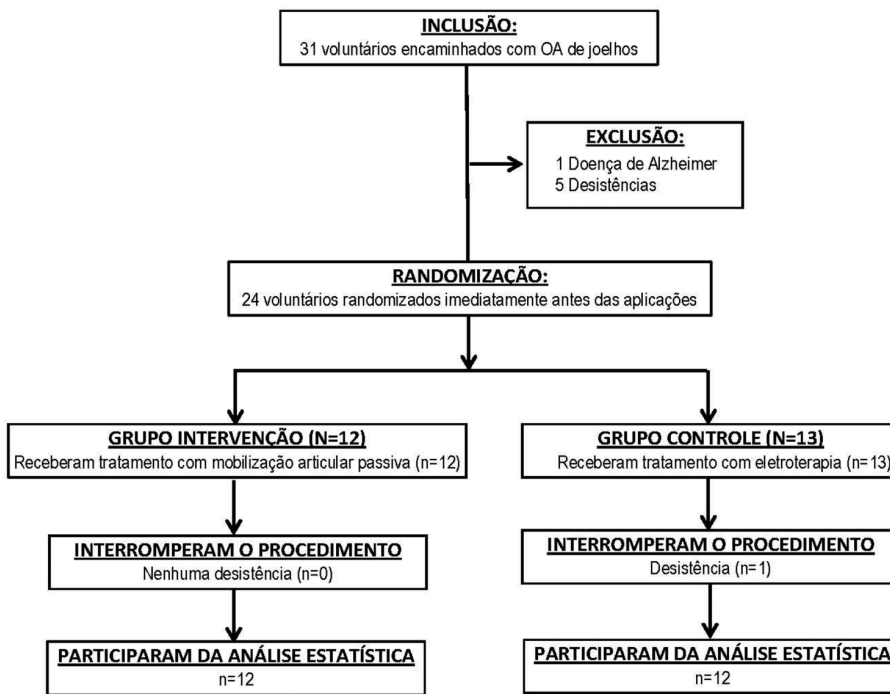 INCLUSÃO:
31 voluntários encaminhados com OA de joelhos
EXCLUSÃO:
1 Doença de Alzheimer
5 Desistências
RANDOMIZAÇÃO:
24 voluntários randomizados imediatamente antes das aplicações
GRUPO INTERVENÇÃO (N=12)
Receberam tratamento com mobilização articular passiva (n=12)
GRUPO CONTROLE (N=13)
Receberam tratamento com eletroterapia (n=13)
INTERROMPERAM O PROCEDIMENTO
Nenhuma desistência (n=0)
INTERROMPERAM O PROCEDIMENTO
Desistência (n=1)
PARTICIPARAM DA ANÁLISE ESTATÍSTICA
n=12
PARTICIPARAM DA ANÁLISE ESTATÍSTICA
n=12